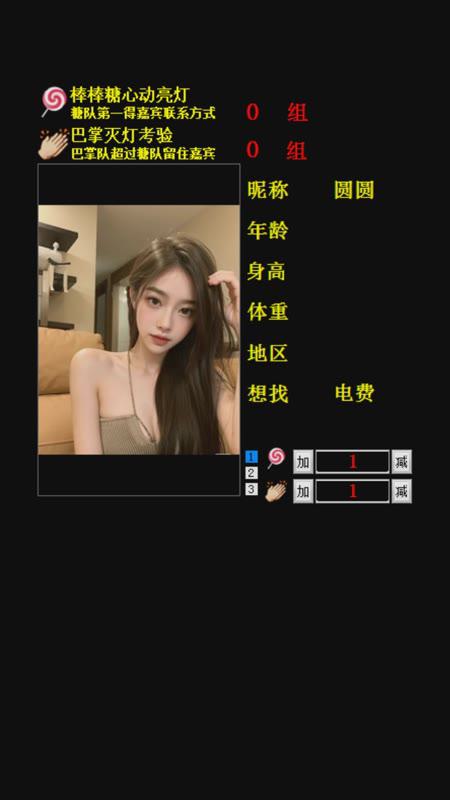 棒棒糖心动亮灯
糖队第一得嘉宾联系方式
0 组
巴掌灭灯考验
巴掌队超过糖队留住嘉宾
0 组
昵称 圆圆
年龄
身高
体重
地区
想找 电费
1
2
3
加 1 减
加 1 减